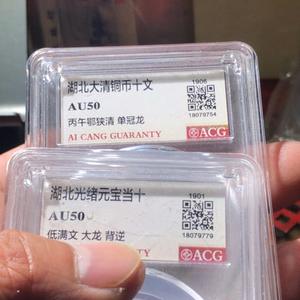 湖北大清铜币十文
1906
AU50
丙午鄂狭清 单冠龙
18079754
AI CANG GUARANTY
ACG
湖北光绪元宝当十
1901
AU50
低满文 大龙 背逆
18079779
ACG